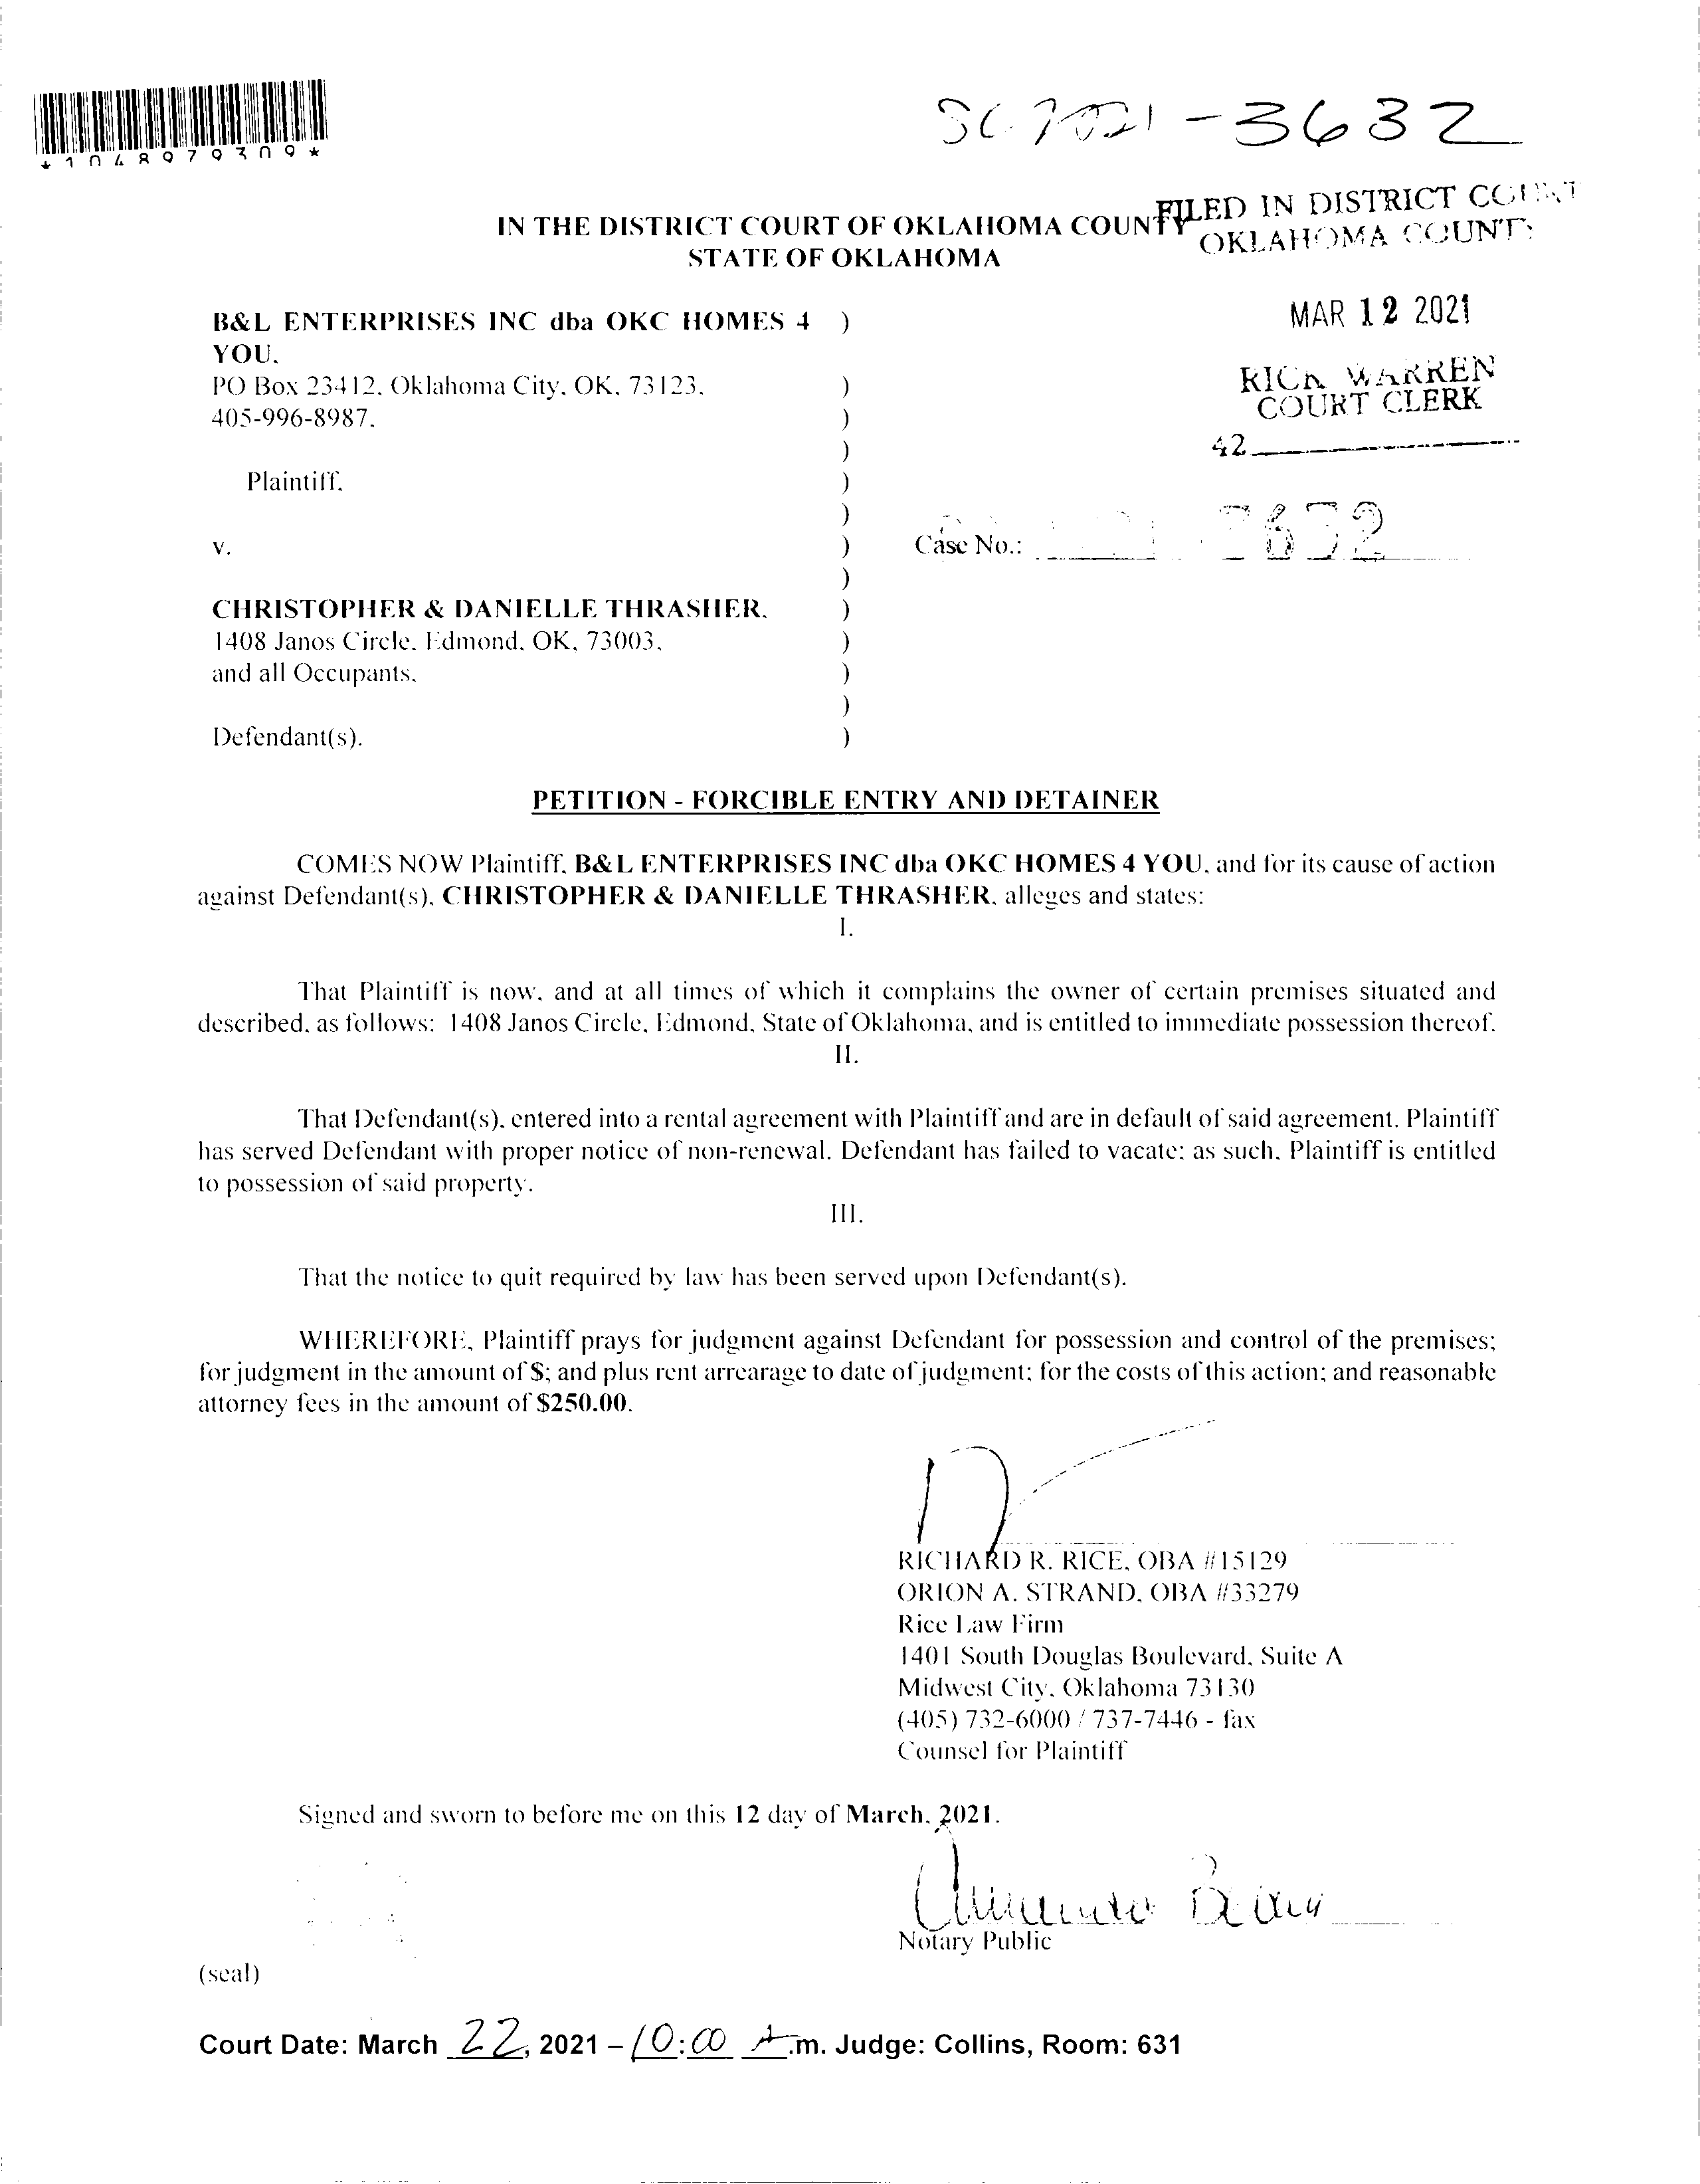 SC 2021-3632
*1048979309*
FILED IN DISTRICT COURT
OKLAHOMA COUNTY
IN THE DISTRICT COURT OF OKLAHOMA COUNTY
STATE OF OKLAHOMA
MAR 12 2021
RICK WARREN
COURT CLERK
42
B&L ENTERPRISES INC dba OKC HOMES 4 )
YOU,
PO Box 23412, Oklahoma City, OK, 73123, )
405-996-8987, )
)
Plaintiff, )
)
v. ) Case No.: 3632
)
CHRISTOPHER & DANIELLE THRASHER, )
1408 Janos Circle, Edmond, OK, 73003, )
and all Occupants, )
)
Defendant(s). )
PETITION - FORCIBLE ENTRY AND DETAINER
COMES NOW Plaintiff, B&L ENTERPRISES INC dba OKC HOMES 4 YOU, and for its cause of action
against Defendant(s), CHRISTOPHER & DANIELLE THRASHER, alleges and states:
I.
That Plaintiff is now, and at all times of which it complains the owner of certain premises situated and
described, as follows: 1408 Janos Circle, Edmond, State of Oklahoma, and is entitled to immediate possession thereof.
II.
That Defendant(s), entered into a rental agreement with Plaintiff and are in default of said agreement. Plaintiff
has served Defendant with proper notice of non-renewal. Defendant has failed to vacate; as such, Plaintiff is entitled
to possession of said property.
III.
That the notice to quit required by law has been served upon Defendant(s).
WHEREFORE, Plaintiff prays for judgment against Defendant for possession and control of the premises;
for judgment in the amount of $; and plus rent arrearage to date of judgment; for the costs of this action; and reasonable
attorney fees in the amount of $250.00.
RICHARD R. RICE, OBA #15129
ORION A. STRAND, OBA #33279
Rice Law Firm
1401 South Douglas Boulevard, Suite A
Midwest City, Oklahoma 73130
(405) 732-6000 / 737-7446 - fax
Counsel for Plaintiff
Signed and sworn to before me on this 12 day of March, 2021.
Notary Public
(seal)
Court Date: March 22, 2021 – 10:00 A.m. Judge: Collins, Room: 631